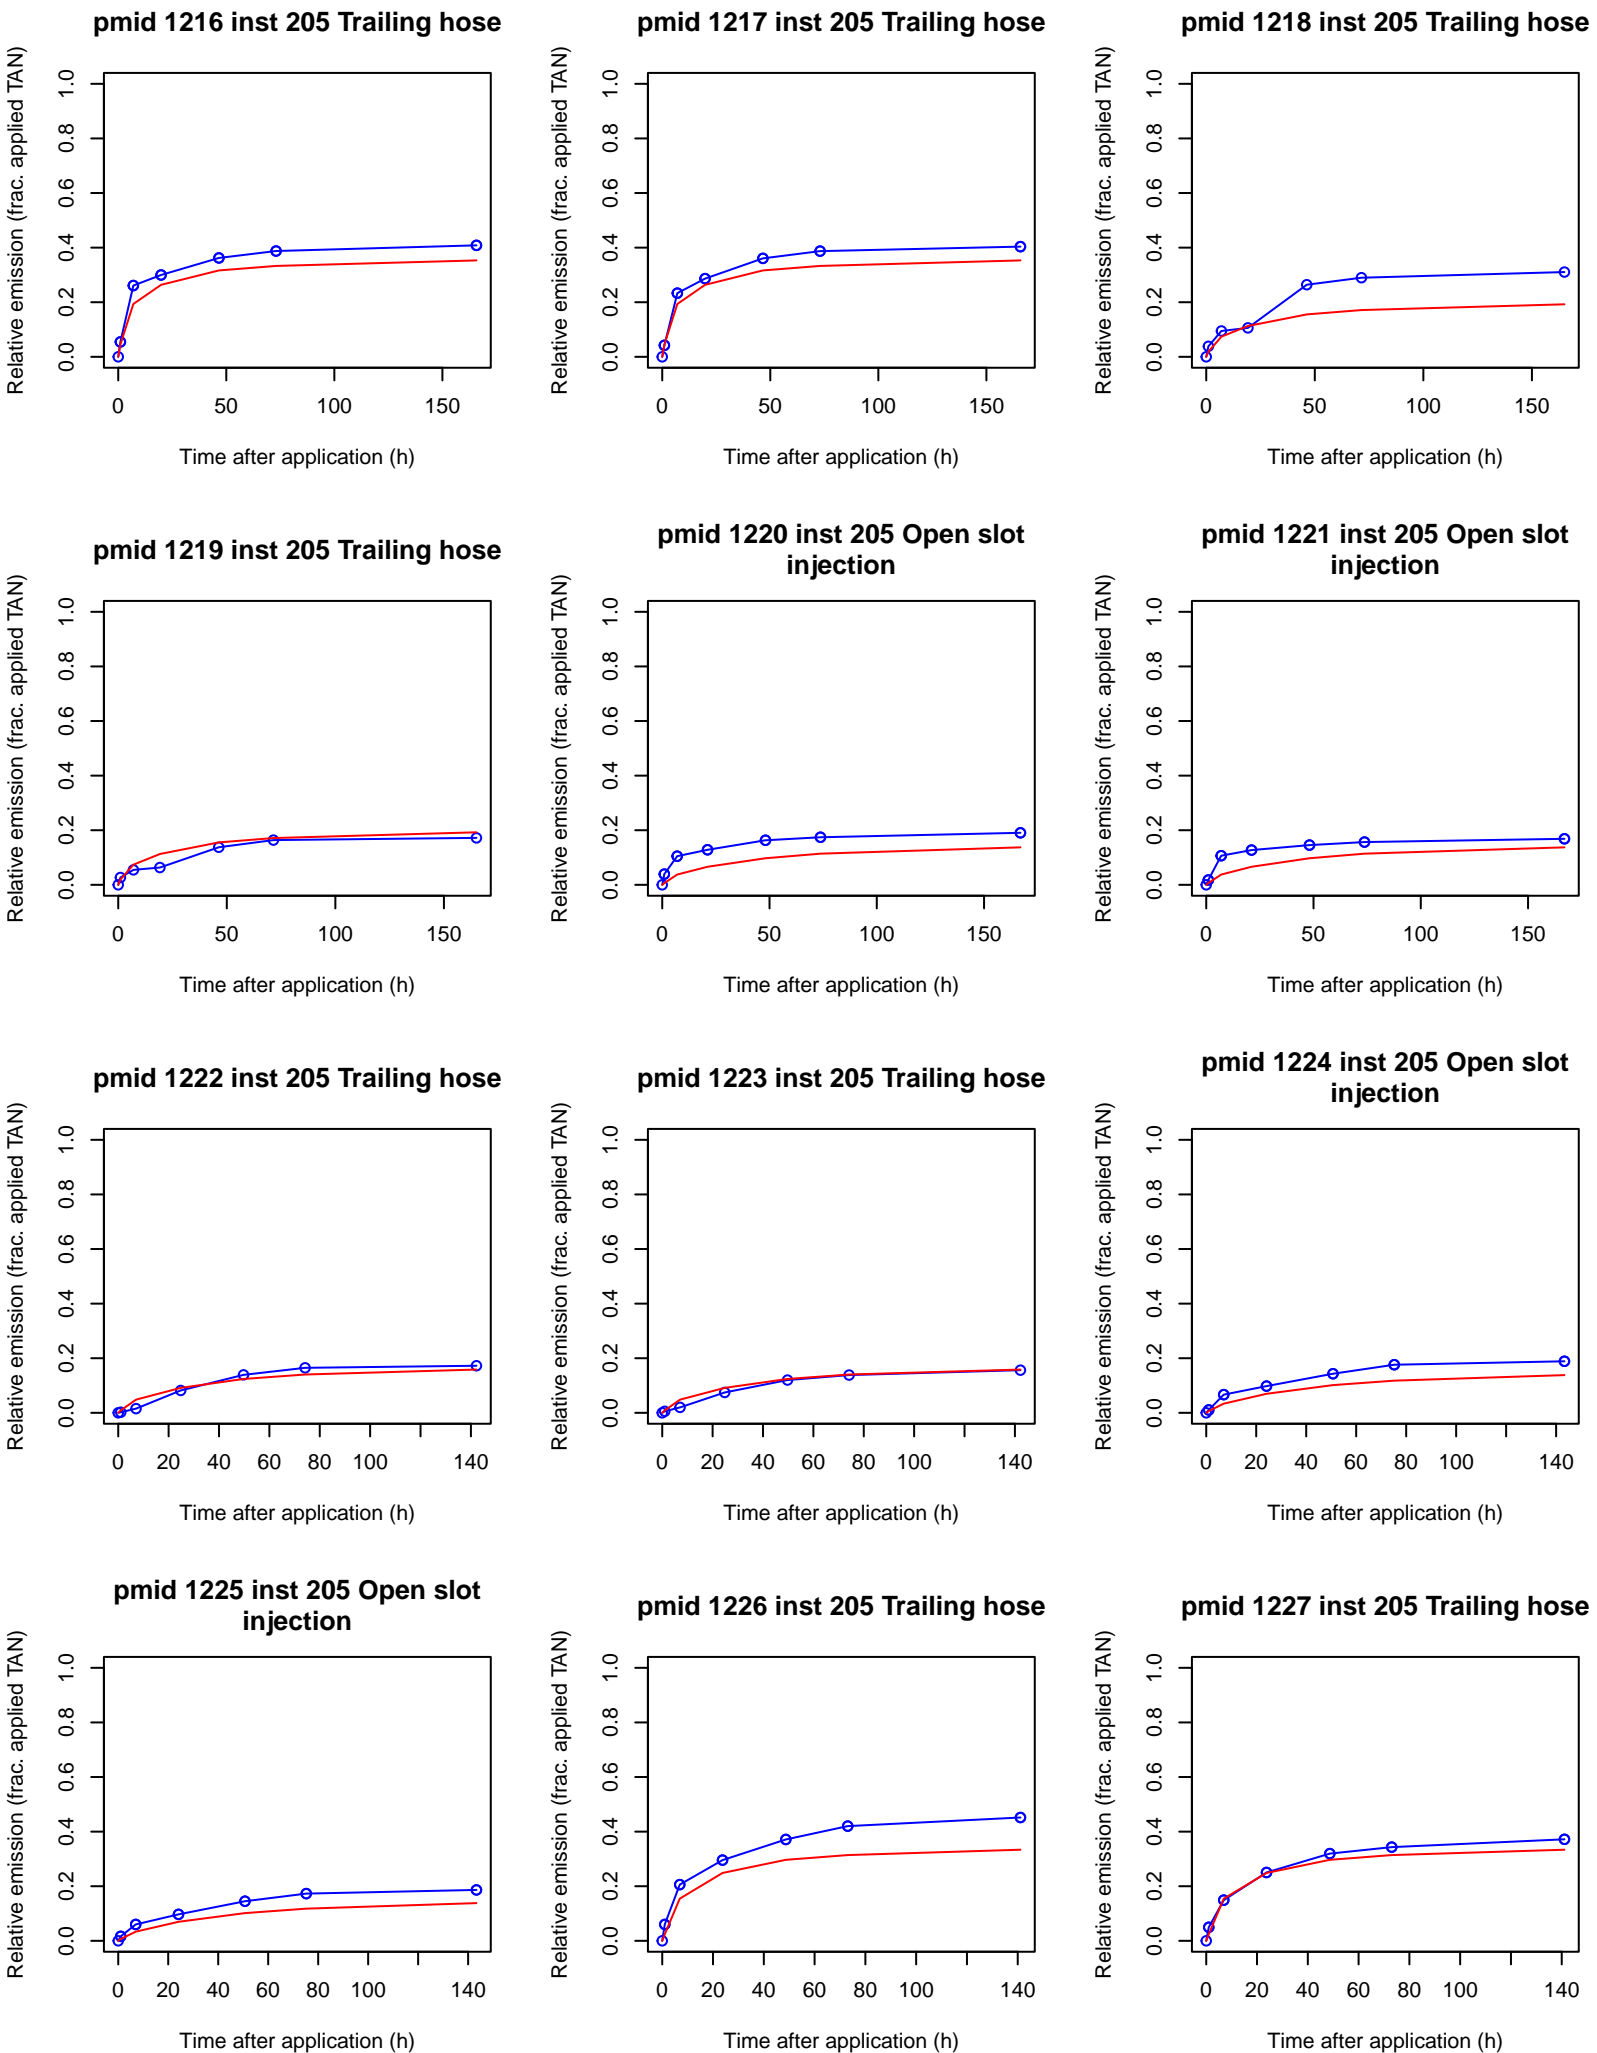 pmid 1216 inst 205 Trailing hose
Relative emission (frac. applied TAN)
1.0
0.8
0.6
0.4
0.2
0.0
0 50 100 150
Time after application (h)
pmid 1217 inst 205 Trailing hose
Relative emission (frac. applied TAN)
1.0
0.8
0.6
0.4
0.2
0.0
0 50 100 150
Time after application (h)
pmid 1218 inst 205 Trailing hose
Relative emission (frac. applied TAN)
1.0
0.8
0.6
0.4
0.2
0.0
0 50 100 150
Time after application (h)
pmid 1219 inst 205 Trailing hose
Relative emission (frac. applied TAN)
1.0
0.8
0.6
0.4
0.2
0.0
0 50 100 150
Time after application (h)
pmid 1220 inst 205 Open slot
injection
Relative emission (frac. applied TAN)
1.0
0.8
0.6
0.4
0.2
0.0
0 50 100 150
Time after application (h)
pmid 1221 inst 205 Open slot
injection
Relative emission (frac. applied TAN)
1.0
0.8
0.6
0.4
0.2
0.0
0 50 100 150
Time after application (h)
pmid 1222 inst 205 Trailing hose
Relative emission (frac. applied TAN)
1.0
0.8
0.6
0.4
0.2
0.0
0 20 40 60 80 100 140
Time after application (h)
pmid 1223 inst 205 Trailing hose
Relative emission (frac. applied TAN)
1.0
0.8
0.6
0.4
0.2
0.0
0 20 40 60 80 100 140
Time after application (h)
pmid 1224 inst 205 Open slot
injection
Relative emission (frac. applied TAN)
1.0
0.8
0.6
0.4
0.2
0.0
0 20 40 60 80 100 140
Time after application (h)
pmid 1225 inst 205 Open slot
injection
Relative emission (frac. applied TAN)
1.0
0.8
0.6
0.4
0.2
0.0
0 20 40 60 80 100 140
Time after application (h)
pmid 1226 inst 205 Trailing hose
Relative emission (frac. applied TAN)
1.0
0.8
0.6
0.4
0.2
0.0
0 20 40 60 80 100 140
Time after application (h)
pmid 1227 inst 205 Trailing hose
Relative emission (frac. applied TAN)
1.0
0.8
0.6
0.4
0.2
0.0
0 20 40 60 80 100 140
Time after application (h)